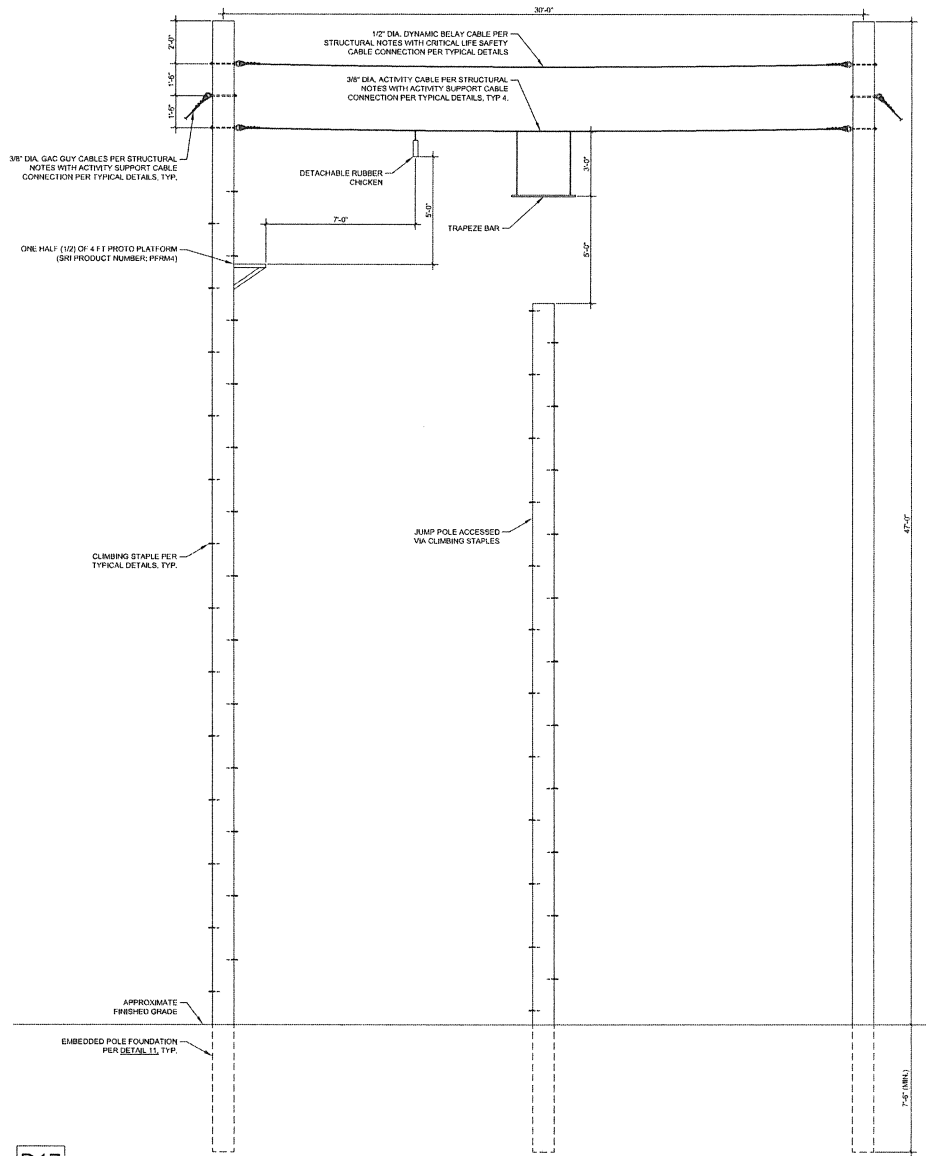 30'-0"
2'-0"
1/2" DIA. DYNAMIC BELAY CABLE PER
STRUCTURAL NOTES WITH CRITICAL LIFE SAFETY
CABLE CONNECTION PER TYPICAL DETAILS
1'-6"
3/8" DIA. ACTIVITY CABLE PER STRUCTURAL
NOTES WITH ACTIVITY SUPPORT CABLE
CONNECTION PER TYPICAL DETAILS, TYP 4.
1'-6"
3/8" DIA. GAC GUY CABLES PER STRUCTURAL
NOTES WITH ACTIVITY SUPPORT CABLE
CONNECTION PER TYPICAL DETAILS, TYP.
DETACHABLE RUBBER
CHICKEN
3'-0"
7'-0"
5'-0"
TRAPEZE BAR
ONE HALF (1/2) OF 4 FT PROTO PLATFORM
(SRI PRODUCT NUMBER: PFRM4)
5'-0"
JUMP POLE ACCESSED
VIA CLIMBING STAPLES
47'-0"
CLIMBING STAPLE PER
TYPICAL DETAILS, TYP.
APPROXIMATE
FINISHED GRADE
EMBEDDED POLE FOUNDATION
PER DETAIL 11, TYP.
7'-6" (MIN.)